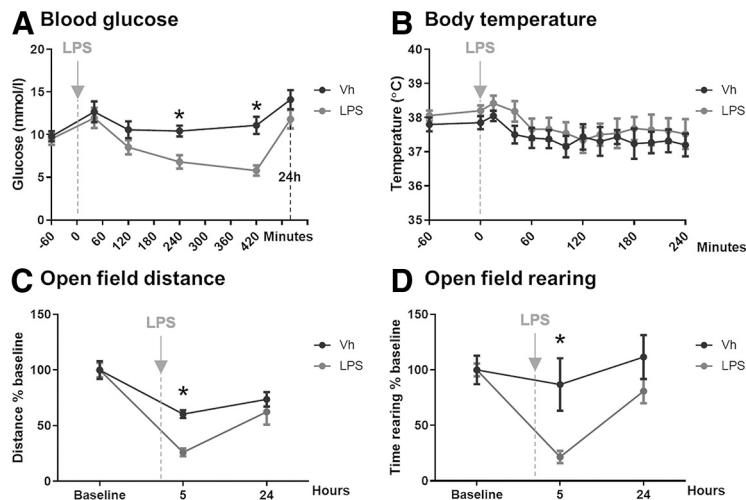 A Blood glucose
LPS
Glucose (mmol/l)
20
15
10
5
0
* *
24h
-60 0 60 120 180 240 300 360 420 Minutes
Vh
LPS
B Body temperature
LPS
Temperature (°C)
40
39
38
37
36
35
-60 0 60 120 180 240
Minutes
Vh
LPS
C Open field distance
LPS
Distance % baseline
150
100
50
0
*
Baseline 5 24 Hours
Vh
LPS
D Open field rearing
LPS
Time rearing % baseline
150
100
50
0
*
Baseline 5 24 Hours
Vh
LPS